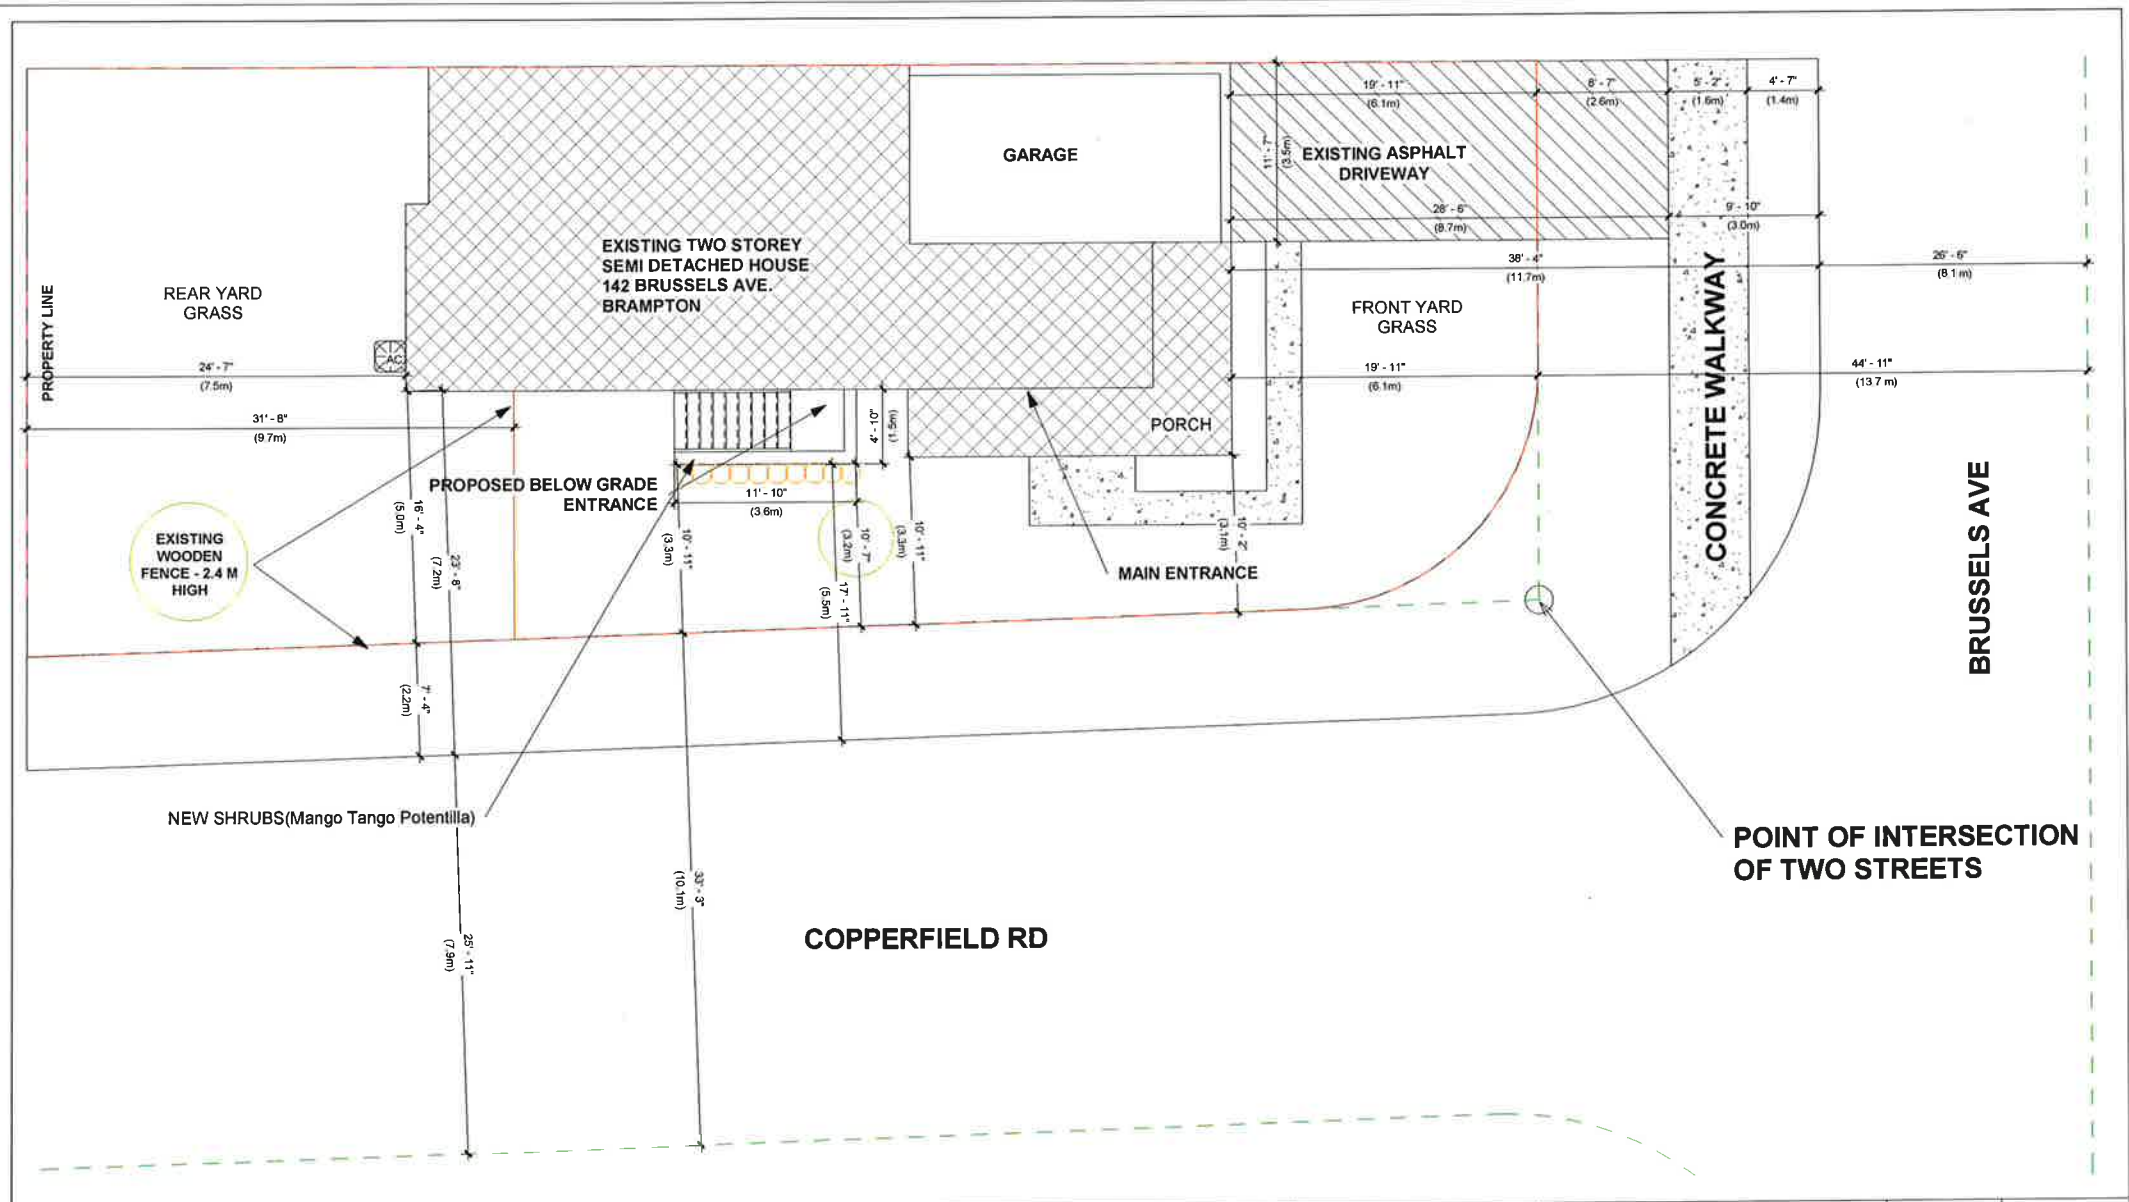 19' - 11"
(6.1m)
8' - 7"
(2.6m)
5' - 2"
(1.6m)
4' - 7"
(1.4m)
GARAGE
11' - 7"
(3.5m)
EXISTING ASPHALT
DRIVEWAY
28' - 6"
(8.7m)
9' - 10"
(3.0m)
EXISTING TWO STOREY
SEMI DETACHED HOUSE
142 BRUSSELS AVE.
BRAMPTON
38' - 4"
(11.7m)
26' - 6"
(8.1 m)
PROPERTY LINE
REAR YARD
GRASS
FRONT YARD
GRASS
AC
24' - 7"
(7.5m)
19' - 11"
(6.1m)
44' - 11"
(13.7 m)
CONCRETE WALKWAY
31' - 8"
(9.7m)
4' - 10"
(1.5m)
PORCH
PROPOSED BELOW GRADE
ENTRANCE
11' - 10"
(3.6m)
16' - 4"
(5.0m)
23' - 8"
(7.2m)
10' - 11"
(3.3m)
10' - 7"
(3.2m)
10' - 11"
(3.3m)
10' - 2"
(3.1m)
EXISTING
WOODEN
FENCE - 2.4 M
HIGH
17' - 11"
(5.5m)
MAIN ENTRANCE
BRUSSELS AVE
7' - 4"
(2.2m)
NEW SHRUBS(Mango Tango Potentilla)
POINT OF INTERSECTION
OF TWO STREETS
33' - 3"
(10.1m)
25' - 11"
(7.9m)
COPPERFIELD RD